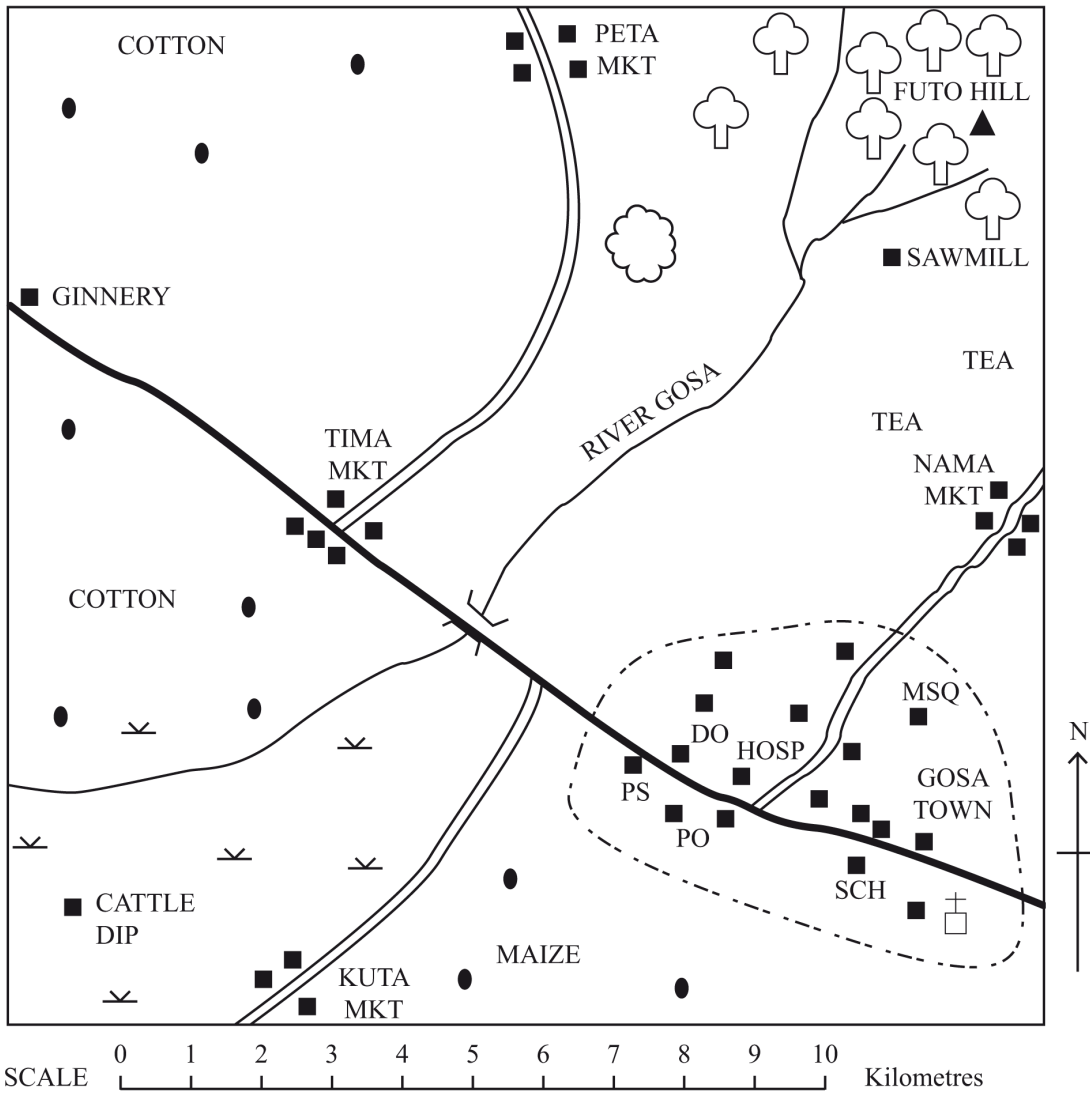 COTTON
PETA
MKT
FUTO HILL
SAWMILL
GINNERY
TEA
RIVER GOSA
TEA
TIMA
MKT
NAMA
MKT
COTTON
MSQ
DO
HOSP
N
PS
GOSA
TOWN
PO
SCH
CATTLE
DIP
MAIZE
KUTA
MKT
0 1 2 3 4 5 6 7 8 9 10
SCALE Kilometres